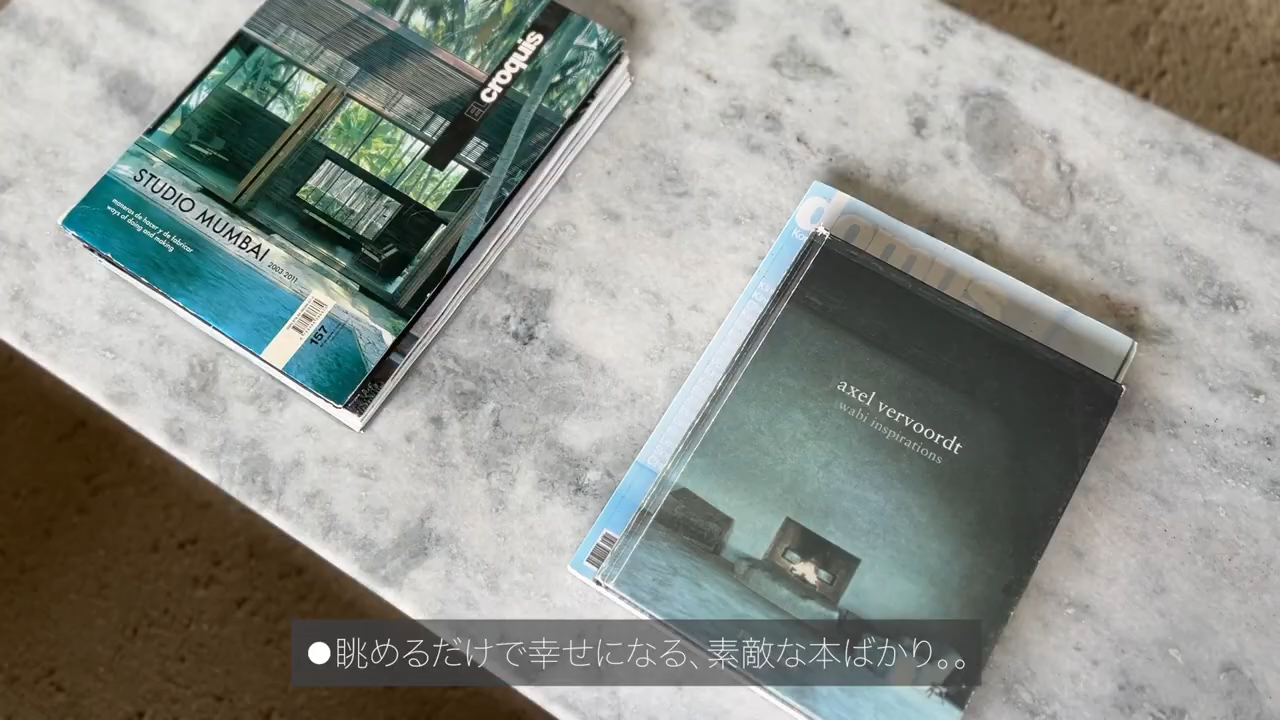 el
croquis
STUDIO MUMBAI 2003 2011
maneras de hacer y de fabricar
ways of doing and making
157
domus
axel vervoordt
wabi inspirations
●眺めるだけで幸せになる、素敵な本ばかり。。